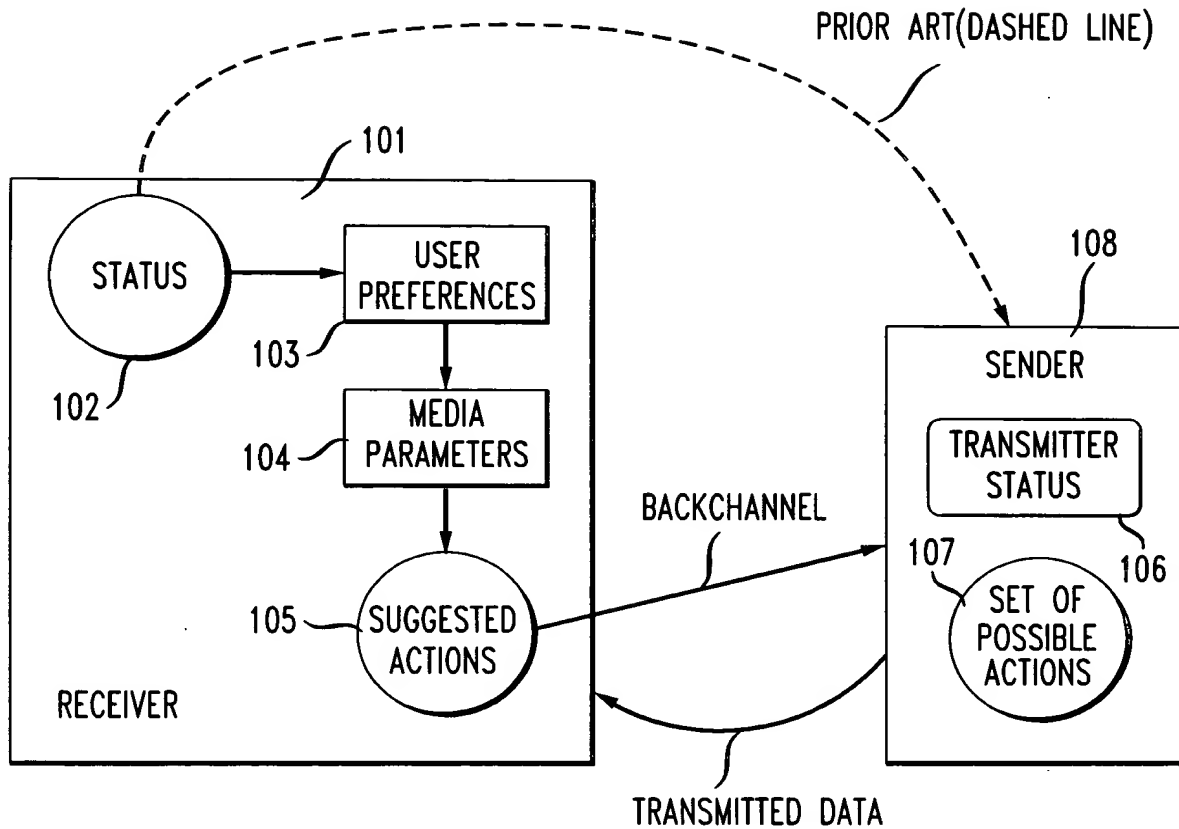 PRIOR ART(DASHED LINE)
101
STATUS
USER
PREFERENCES
108
SENDER
103
102
MEDIA
PARAMETERS
104
TRANSMITTER
STATUS
BACKCHANNEL
107
106
105
SUGGESTED
ACTIONS
SET OF
POSSIBLE
ACTIONS
RECEIVER
TRANSMITTED DATA